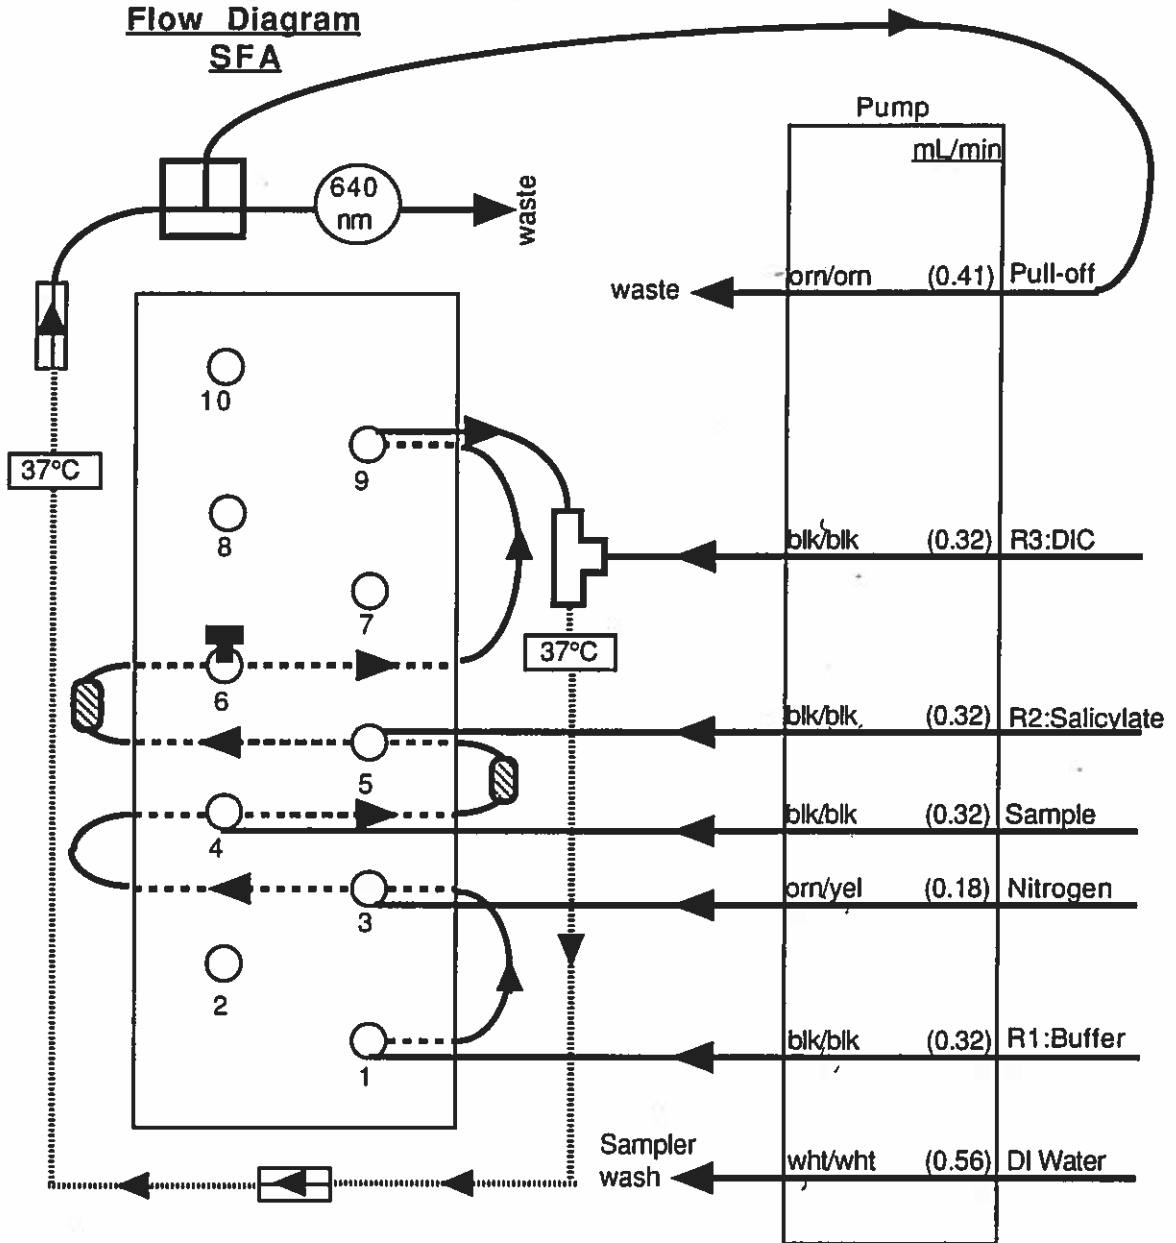 Flow Diagram
SFA
Pump
mL/min
640
nm
waste
waste
orn/orn (0.41) Pull-off
10
9
37°C
8
blk/blk (0.32) R3:DIC
7
37°C
6
blk/blk (0.32) R2:Salicylate
5
blk/blk (0.32) Sample
4
orn/yel (0.18) Nitrogen
3
2
blk/blk (0.32) R1:Buffer
1
Sampler
wash
wht/wht (0.56) DI Water